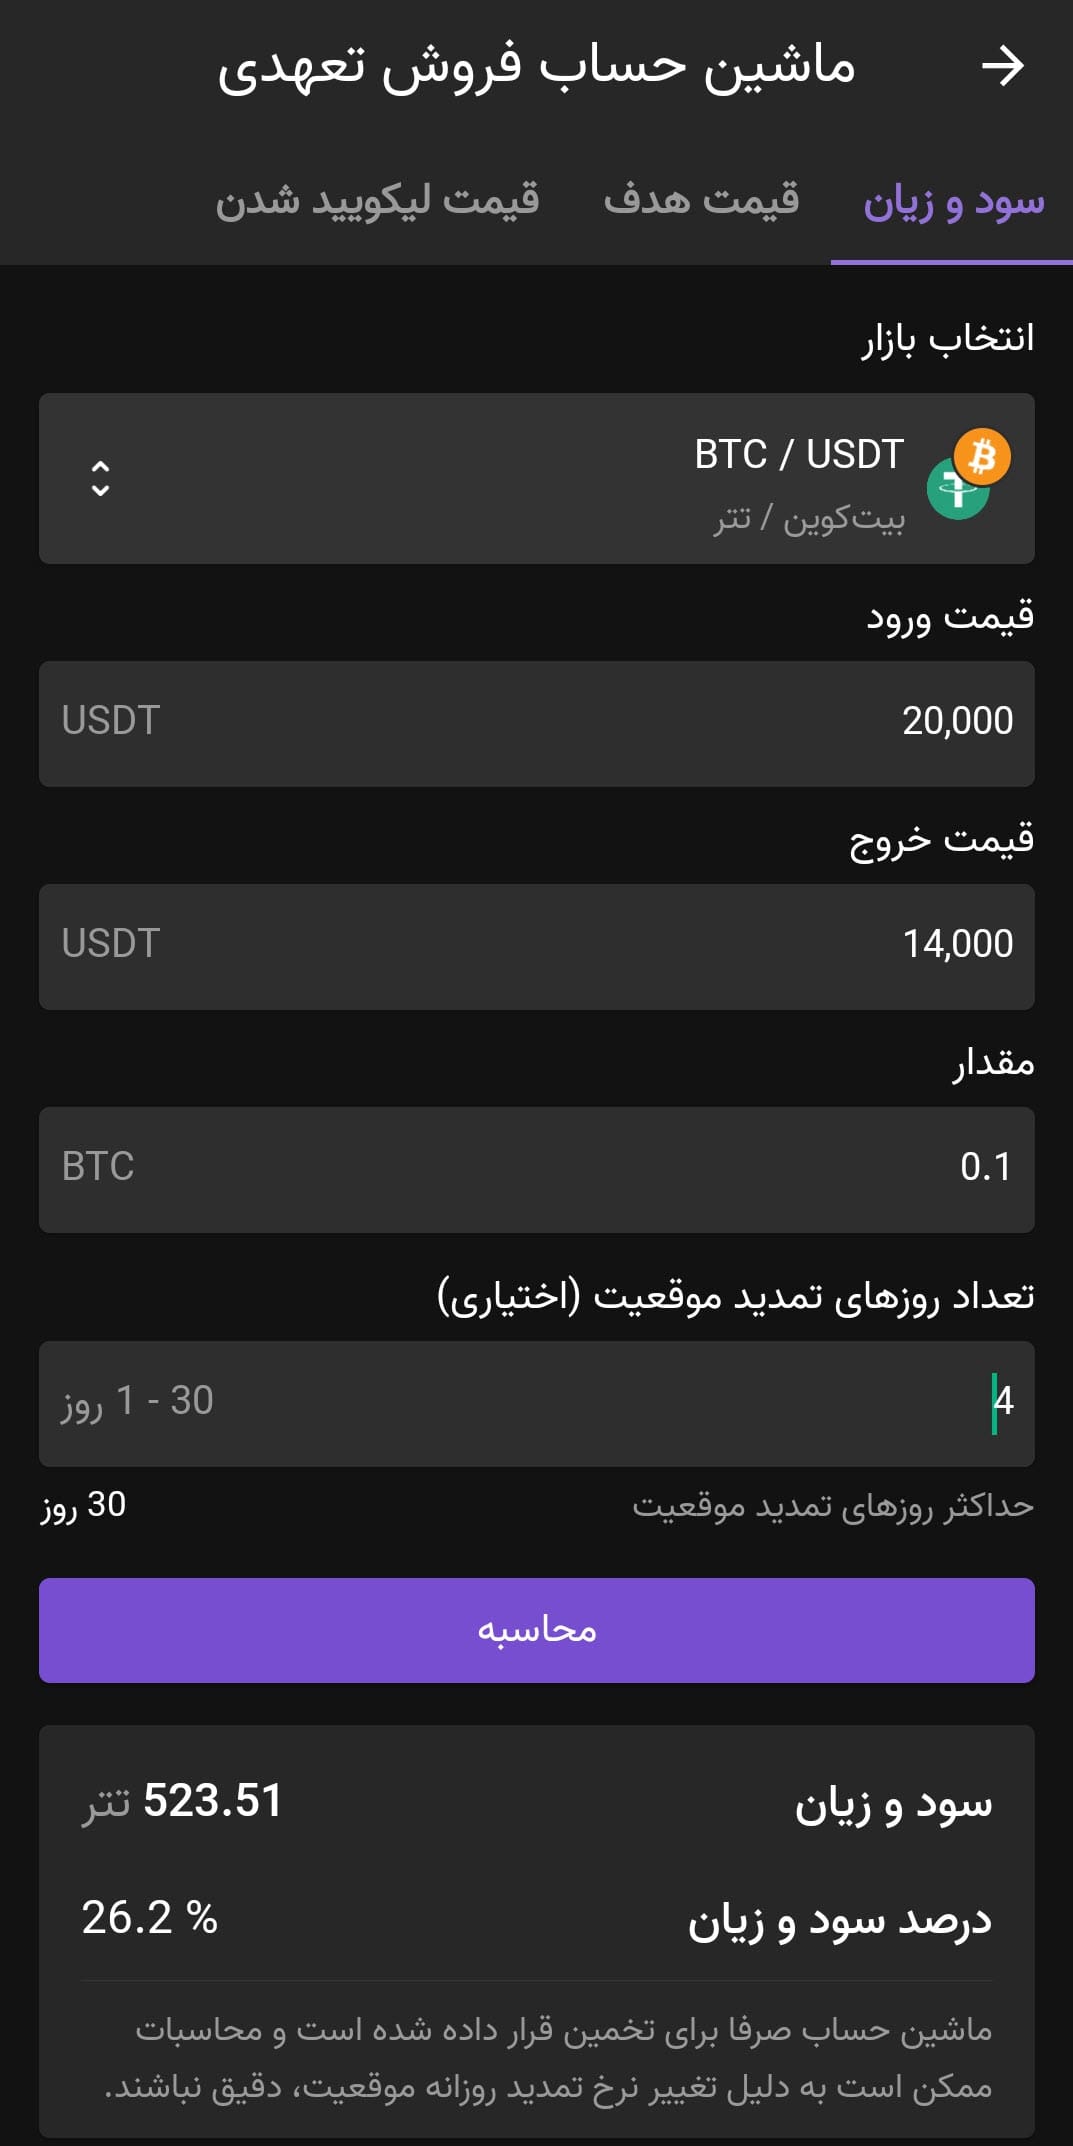 ماشین حساب فروش تعهدی
سود و زیان قیمت هدف قیمت لیکویید شدن
انتخاب بازار
BTC / USDT
بیت‌کوین / تتر
قیمت ورود
20,000 USDT
قیمت خروج
14,000 USDT
مقدار
0.1 BTC
تعداد روزهای تمدید موقعیت (اختیاری)
4 1 - 30 روز
حداکثر روزهای تمدید موقعیت 30 روز
محاسبه
سود و زیان 523.51 تتر
درصد سود و زیان 26.2 %
ماشین حساب صرفا برای تخمین قرار داده شده است و محاسبات
ممکن است به دلیل تغییر نرخ تمدید روزانه موقعیت، دقیق نباشند.